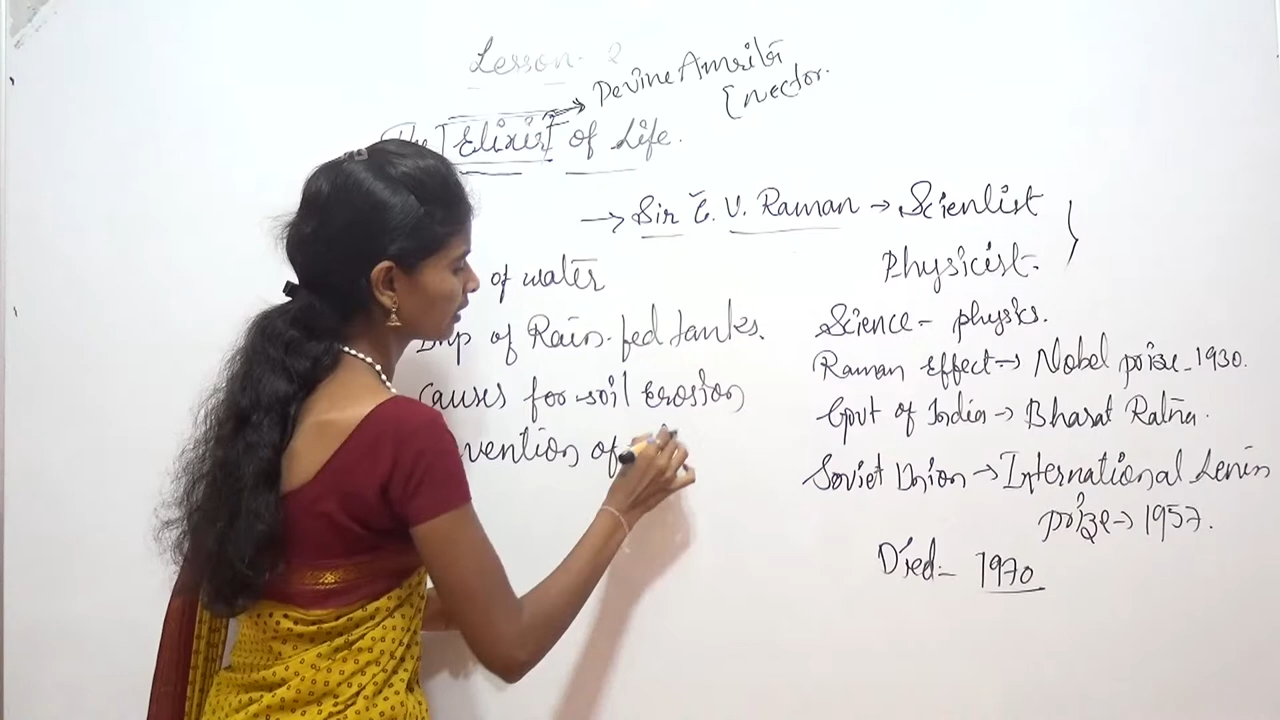 Lesson - 2
The Elixir of Life.
Devine Amrita
[nector.
→ Sir C. V. Raman → Scientist
Physicist.
of water
Imp of Rain-fed tanks.
causes for soil Erosion
vention of
Science - physics.
Raman Effect → Nobel prize - 1930.
Govt of India → Bharat Ratna.
Soviet Union → International Lenin
prize → 1957.
Died - 1970